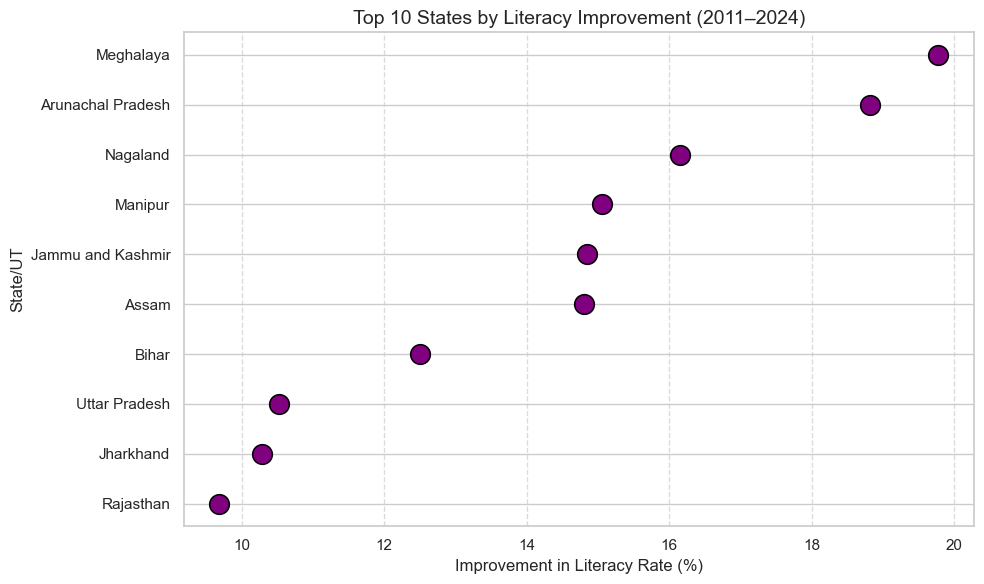 Top 10 States by Literacy Improvement (2011–2024)
State/UT
Meghalaya
Arunachal Pradesh
Nagaland
Manipur
Jammu and Kashmir
Assam
Bihar
Uttar Pradesh
Jharkhand
Rajasthan
10 12 14 16 18 20
Improvement in Literacy Rate (%)